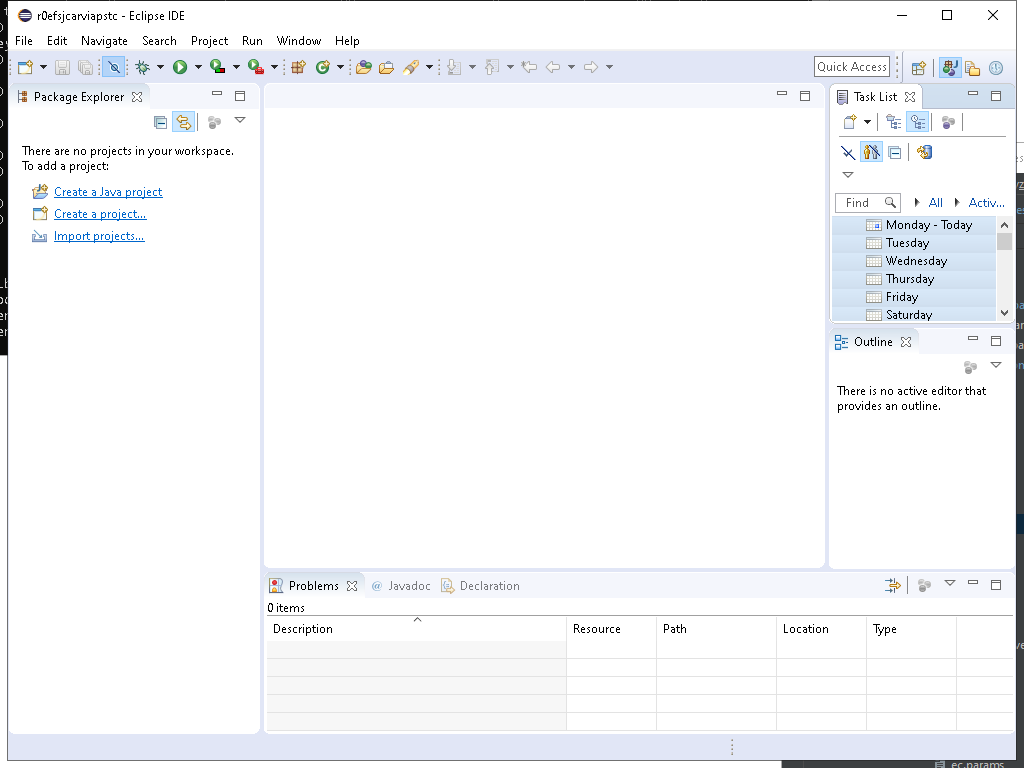 r0efsjcarviapstc - Eclipse IDE
File Edit Navigate Search Project Run Window Help
Quick Access
Package Explorer
Task List
There are no projects in your workspace.
To add a project:
Create a Java project
Create a project...
Import projects...
Find All Activ...
Monday - Today
Tuesday
Wednesday
Thursday
Friday
Saturday
Outline
There is no active editor that
provides an outline.
Problems @ Javadoc Declaration
0 items
Description Resource Path Location Type
ec.params